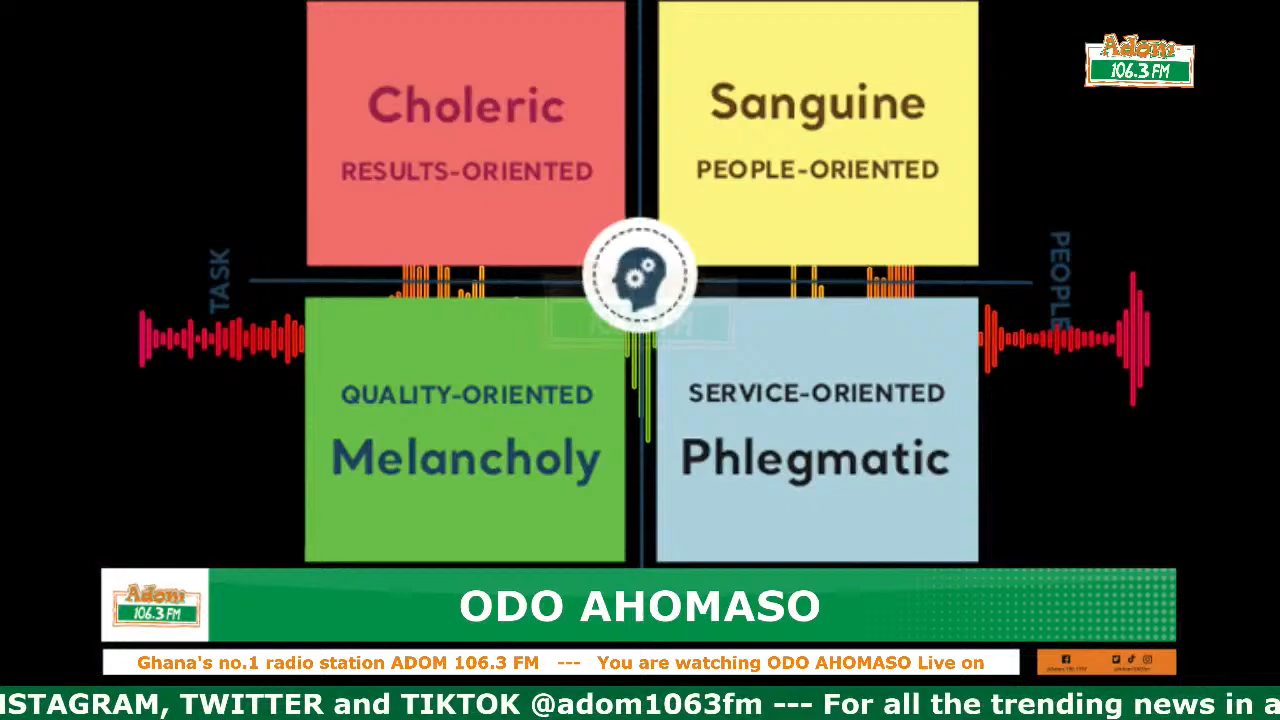 Choleric
RESULTS-ORIENTED
Sanguine
PEOPLE-ORIENTED
Adom
106.3 FM
TASK
PEOPLE
QUALITY-ORIENTED
Melancholy
SERVICE-ORIENTED
Phlegmatic
Adom
106.3 FM
ODO AHOMASO
Ghana's no.1 radio station ADOM 106.3 FM --- You are watching ODO AHOMASO Live on
NSTAGRAM, TWITTER and TIKTOK @adom1063fm --- For all the trending news in a